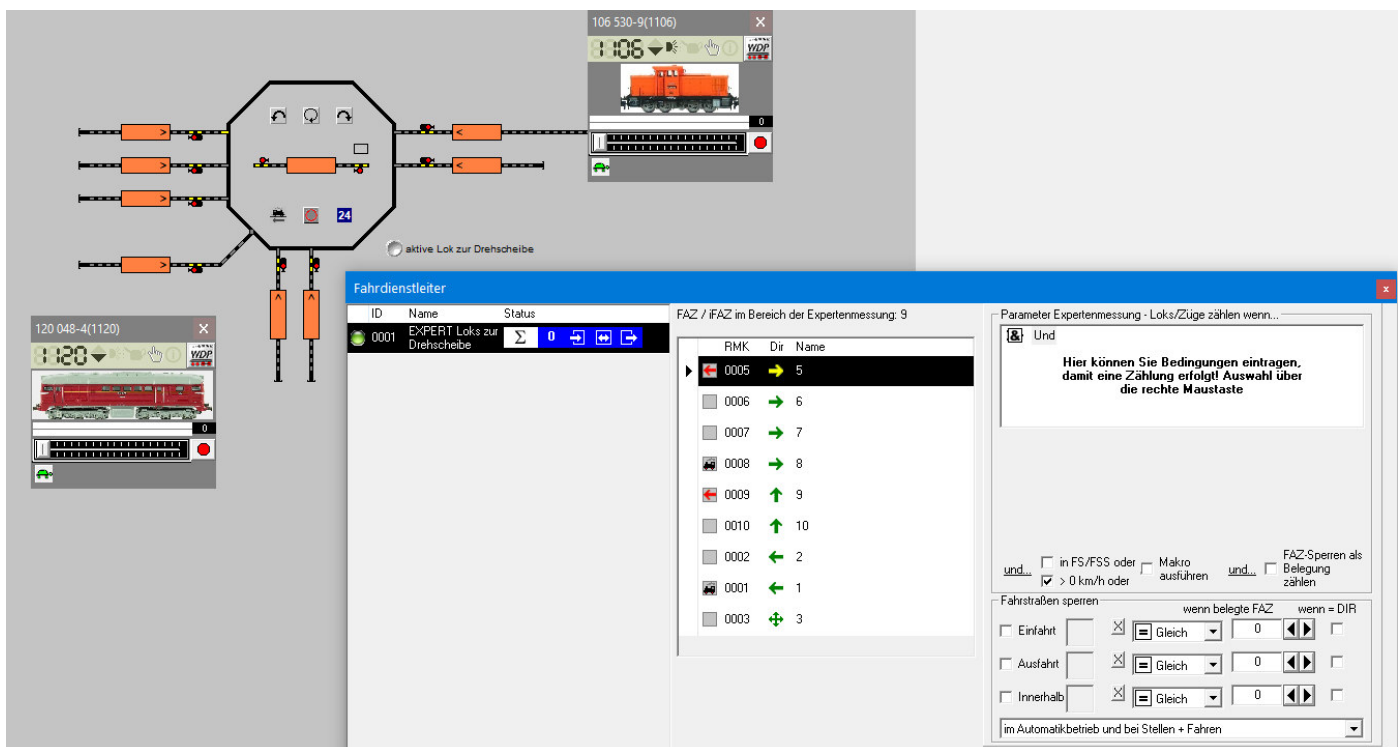 106 530-9(1106)
X
1106
WDP
0
24
aktive Lok zur Drehscheibe
120 048-4(1120)
X
1120
WDP
0
Fahrdienstleiter
x
ID Name Status
0001 EXPERT Loks zur Drehscheibe Σ 0
FAZ / iFAZ im Bereich der Expertenmessung: 9
RMK Dir Name
0005 5
0006 6
0007 7
0008 8
0009 9
0010 10
0002 2
0001 1
0003 3
Parameter Expertenmessung - Loks/Züge zählen wenn...
& Und
Hier können Sie Bedingungen eintragen,
damit eine Zählung erfolgt! Auswahl über
die rechte Maustaste
und... in FS/FSS oder
> 0 km/h oder
Makro
ausführen
und...
FAZ-Sperren als
Belegung
zählen
Fahrstraßen sperren
wenn belegte FAZ wenn = DIR
Einfahrt X = Gleich 0
Ausfahrt X = Gleich 0
Innerhalb X = Gleich 0
im Automatikbetrieb und bei Stellen + Fahren